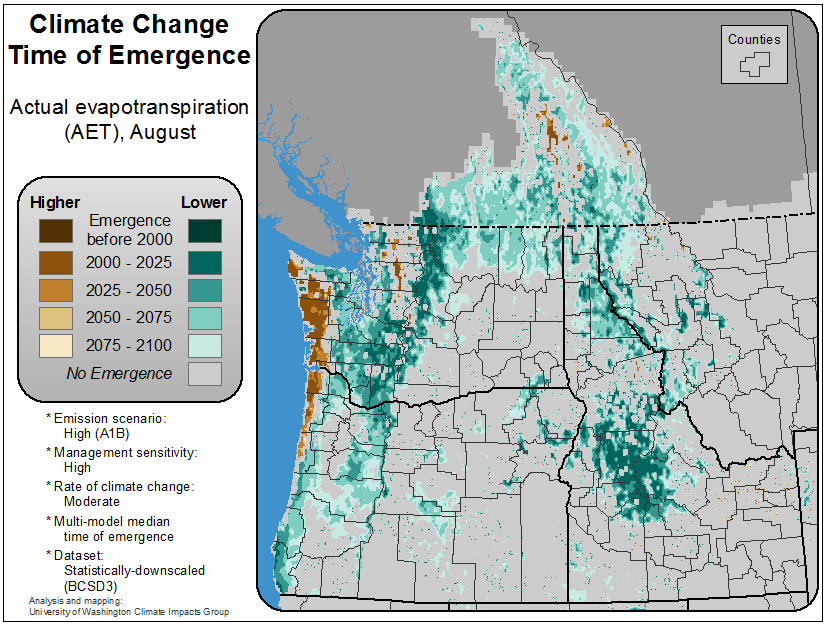 Climate Change
Time of Emergence
Actual evapotranspiration
(AET), August
Higher
Lower
Emergence
before 2000
2000 - 2025
2025 - 2050
2050 - 2075
2075 - 2100
No Emergence
* Emission scenario:
High (A1B)
* Management sensitivity:
High
* Rate of climate change:
Moderate
* Multi-model median
time of emergence
* Dataset:
Statistically-downscaled
(BCSD3)
Analysis and mapping:
University of Washington Climate Impacts Group
Counties